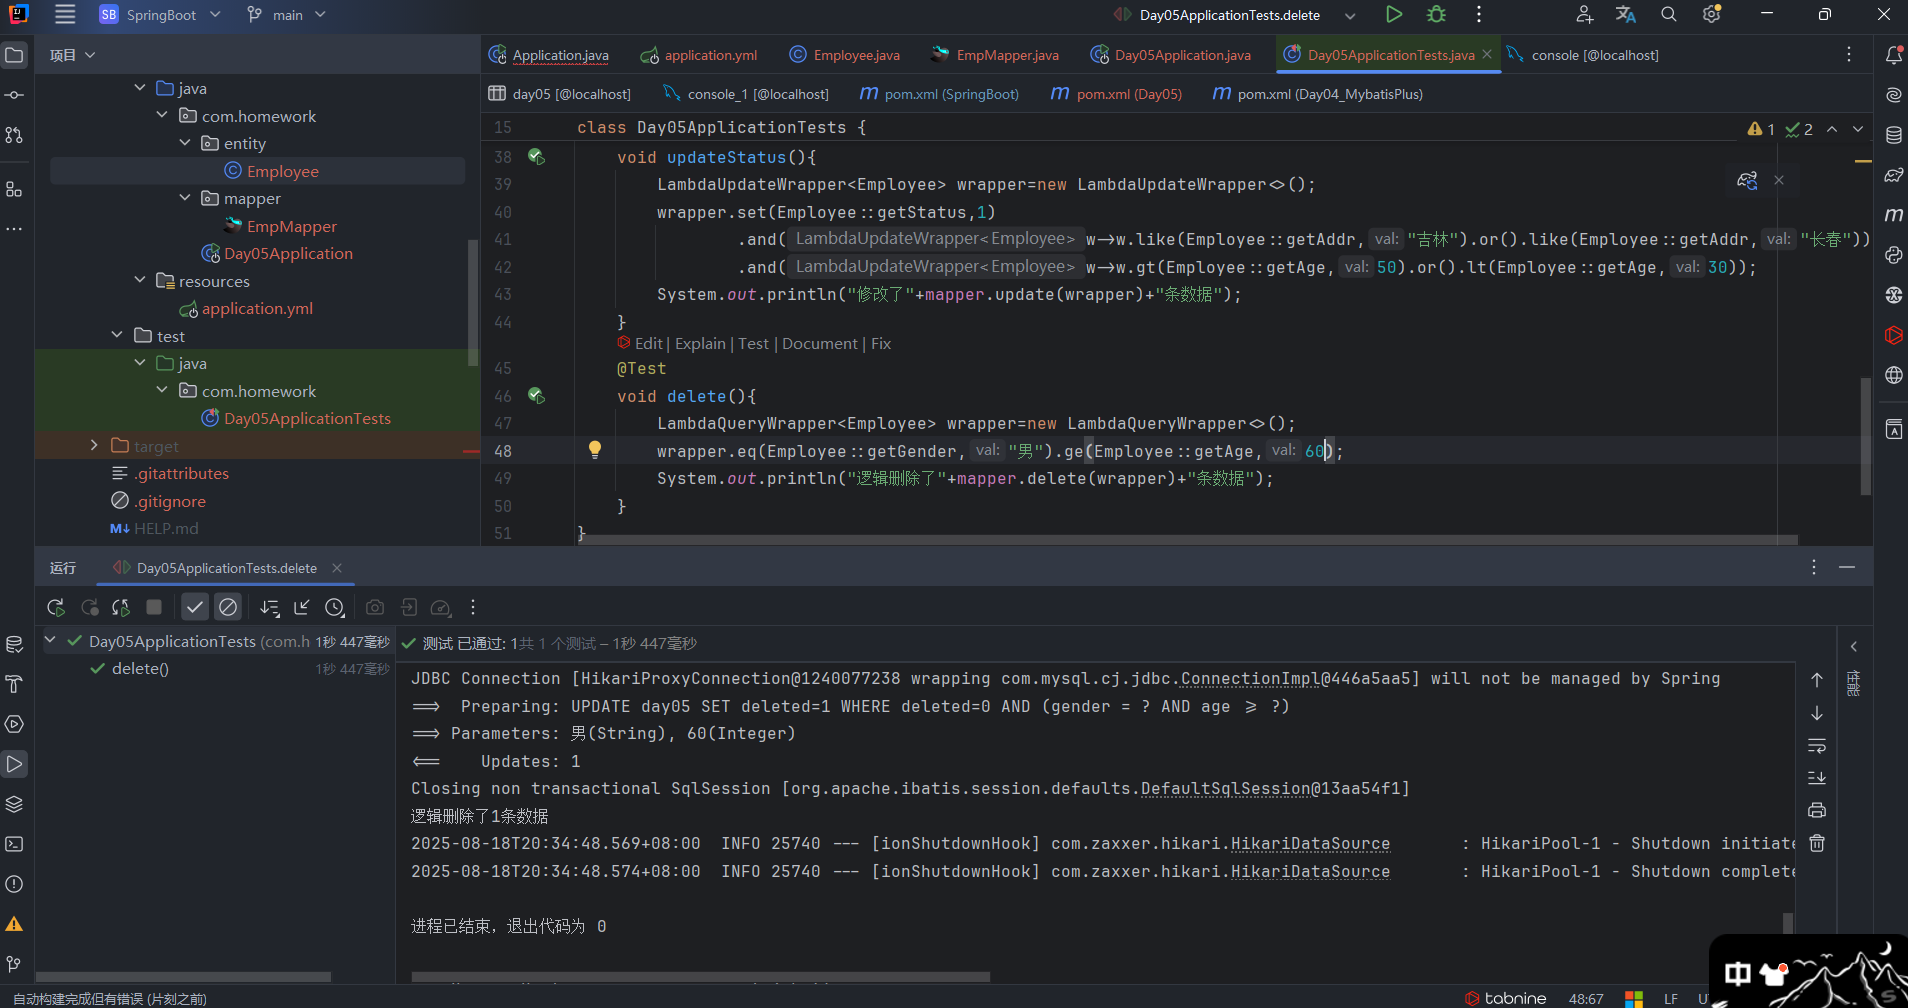 SB SpringBoot main Day05ApplicationTests.delete
项目
Application.java application.yml Employee.java EmpMapper.java Day05Application.java Day05ApplicationTests.java console [@localhost]
day05 [@localhost] console_1 [@localhost] pom.xml (SpringBoot) pom.xml (Day05) pom.xml (Day04_MybatisPlus)
java
com.homework
entity
Employee
mapper
EmpMapper
Day05Application
resources
application.yml
test
java
com.homework
Day05ApplicationTests
target
.gitattributes
.gitignore
HELP.md
15 class Day05ApplicationTests {
1 2
38 void updateStatus(){
39 LambdaUpdateWrapper<Employee> wrapper=new LambdaUpdateWrapper<>();
40 wrapper.set(Employee::getStatus,1)
41 .and( LambdaUpdateWrapper<Employee> w->w.like(Employee::getAddr, val: "吉林").or().like(Employee::getAddr, val: "长春"))
42 .and( LambdaUpdateWrapper<Employee> w->w.gt(Employee::getAge, val: 50).or().lt(Employee::getAge, val: 30));
43 System.out.println("修改了"+mapper.update(wrapper)+"条数据");
44 }
Edit | Explain | Test | Document | Fix
45 @Test
46 void delete(){
47 LambdaQueryWrapper<Employee> wrapper=new LambdaQueryWrapper<>();
48 wrapper.eq(Employee::getGender, val: "男").ge(Employee::getAge, val: 60);
49 System.out.println("逻辑删除了"+mapper.delete(wrapper)+"条数据");
50 }
51 }
运行 Day05ApplicationTests.delete
Day05ApplicationTests (com.h 1秒 447毫秒
delete() 1秒 447毫秒
测试 已通过: 1共 1 个测试 – 1秒 447毫秒
JDBC Connection [HikariProxyConnection@1240077238 wrapping com.mysql.cj.jdbc.ConnectionImpl@446a5aa5] will not be managed by Spring
==> Preparing: UPDATE day05 SET deleted=1 WHERE deleted=0 AND (gender = ? AND age >= ?)
==> Parameters: 男(String), 60(Integer)
<== Updates: 1
Closing non transactional SqlSession [org.apache.ibatis.session.defaults.DefaultSqlSession@13aa54f1]
逻辑删除了1条数据
2025-08-18T20:34:48.569+08:00 INFO 25740 --- [ionShutdownHook] com.zaxxer.hikari.HikariDataSource : HikariPool-1 - Shutdown initiate
2025-08-18T20:34:48.574+08:00 INFO 25740 --- [ionShutdownHook] com.zaxxer.hikari.HikariDataSource : HikariPool-1 - Shutdown complete
进程已结束，退出代码为 0
性能
中
自动构建完成但有错误 (片刻之前)
tabnine 48:67 LF U